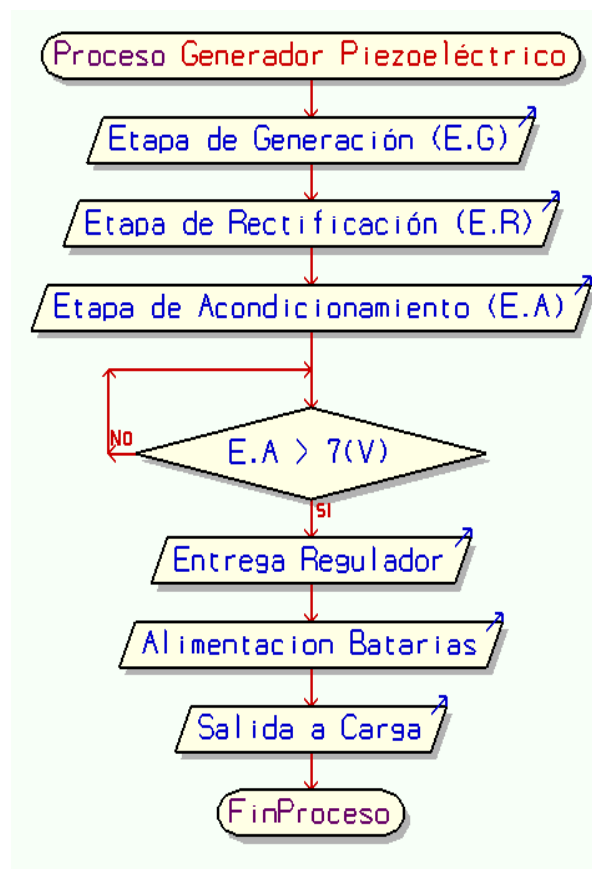 Proceso Generador Piezoeléctrico
Etapa de Generación (E.G)
Etapa de Rectificación (E.R)
Etapa de Acondicionamiento (E.A)
NO
E.A > 7(V)
SI
Entrega Regulador
Alimentacion Batarias
Salida a Carga
FinProceso